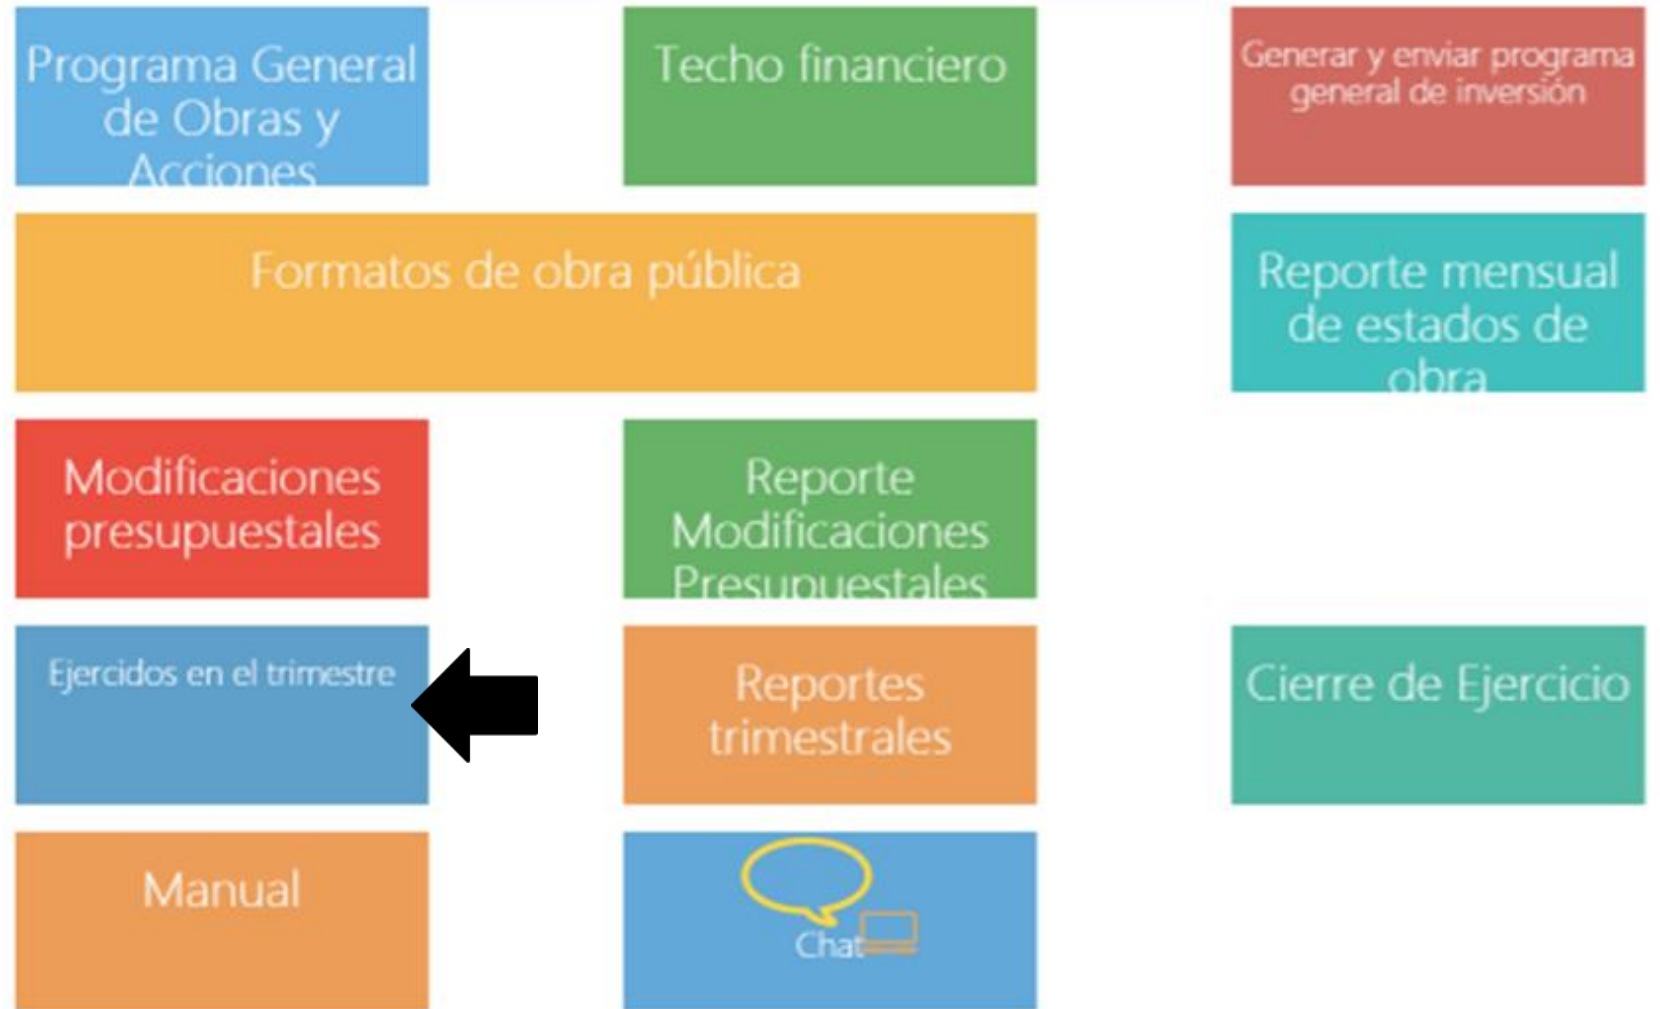 Programa General
de Obras y
Acciones
Techo financiero
Generar y enviar programa
general de inversión
Formatos de obra pública
Reporte mensual
de estados de
obra
Modificaciones
presupuestales
Reporte
Modificaciones
Presupuestales
Ejercidos en el trimestre
Reportes
trimestrales
Cierre de Ejercicio
Manual
Chat